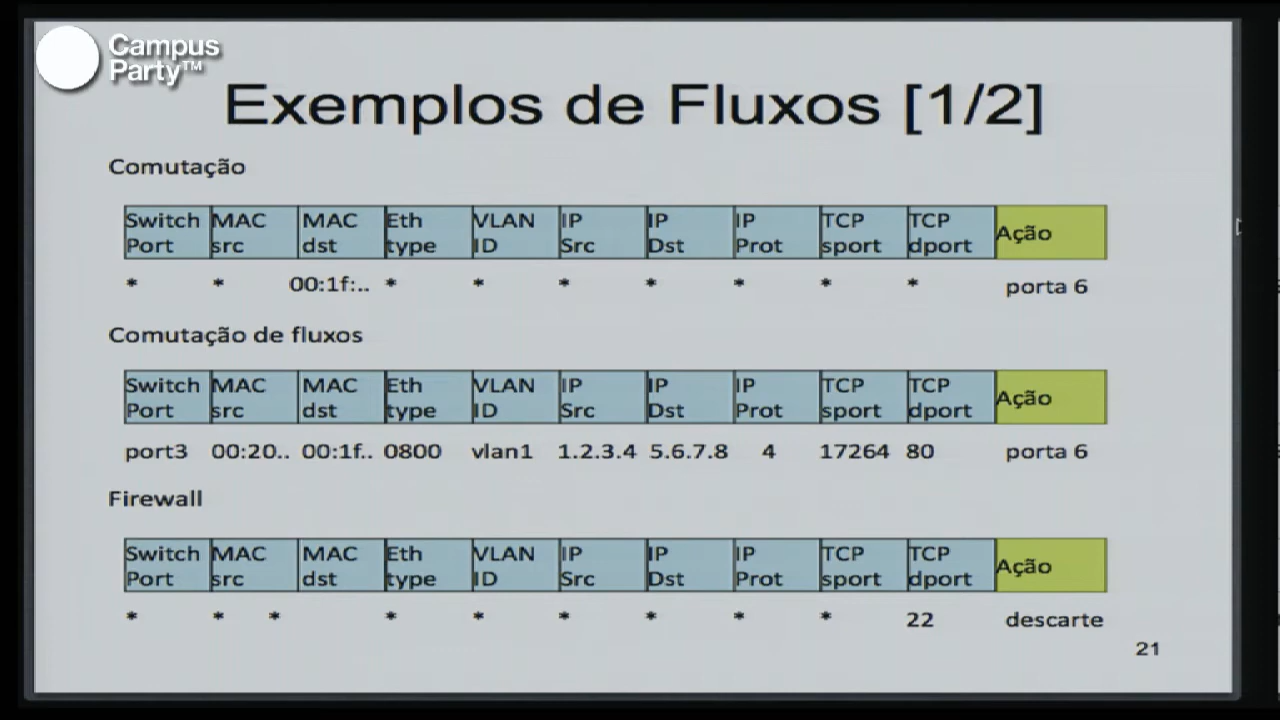 Campus
Party™
Exemplos de Fluxos [1/2]
Comutação
Switch Port MAC src MAC dst Eth type VLAN ID IP Src IP Dst IP Prot TCP sport TCP dport Ação
* * 00:1f:.. * * * * * * * porta 6
Comutação de fluxos
Switch Port MAC src MAC dst Eth type VLAN ID IP Src IP Dst IP Prot TCP sport TCP dport Ação
port3 00:20.. 00:1f.. 0800 vlan1 1.2.3.4 5.6.7.8 4 17264 80 porta 6
Firewall
Switch Port MAC src MAC dst Eth type VLAN ID IP Src IP Dst IP Prot TCP sport TCP dport Ação
* * * * * * * * * 22 descarte
21